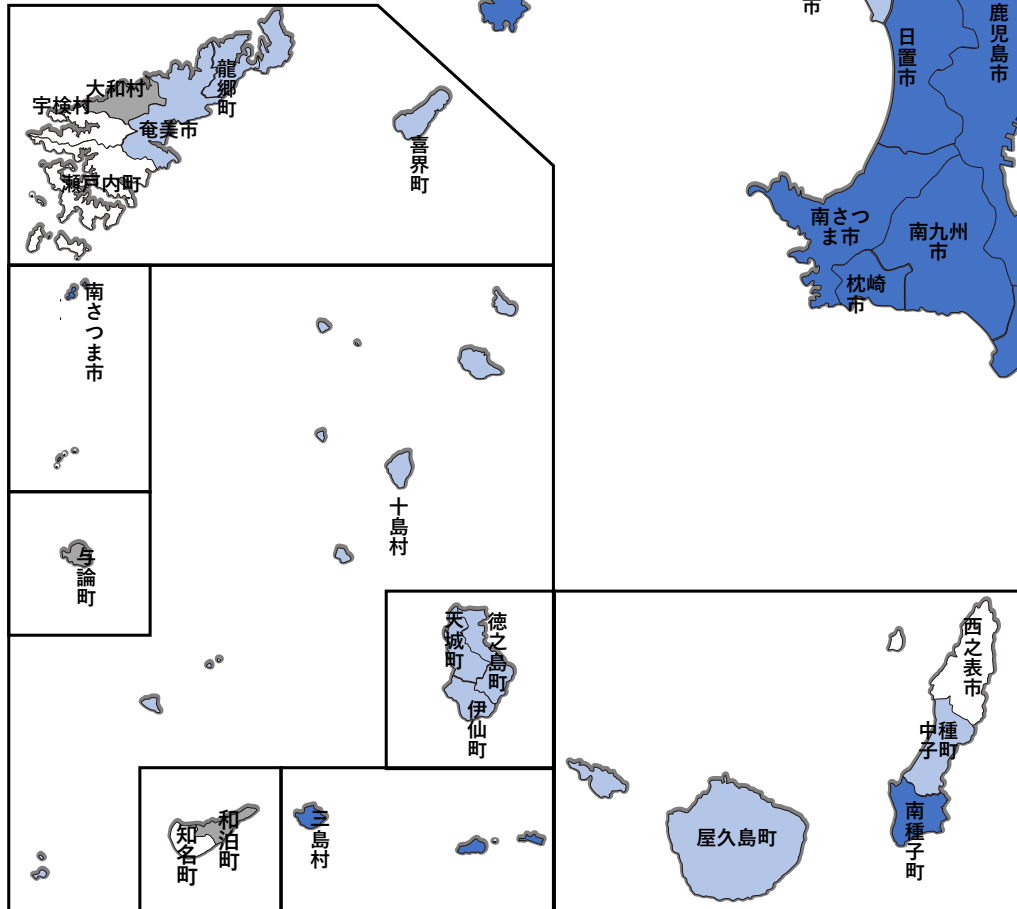 市
鹿児島市
日置市
龍郷町
大和村
宇検村
奄美市
喜界町
瀬戸内町
南さつ
ま市
南九州
市
枕崎
市
南さつま市
十島村
与論町
天城町
徳之島町
伊仙町
西之表市
中種
子町
南種子町
屋久島町
三島村
和泊町
知名町